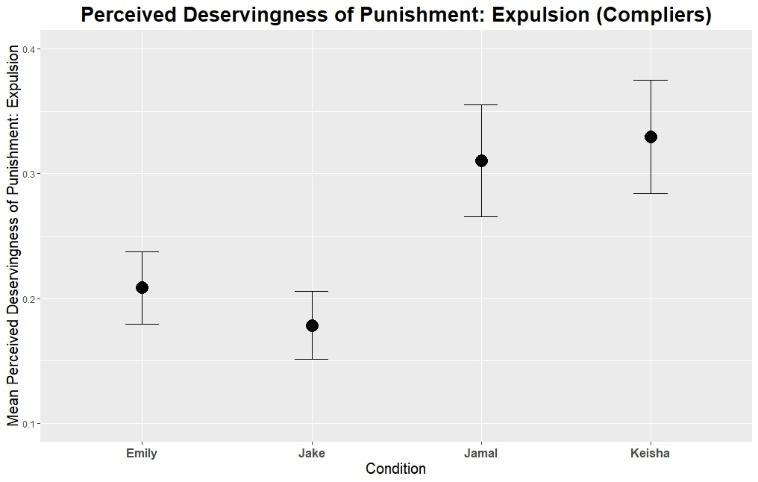 Perceived Deservingness of Punishment: Expulsion (Compliers)
Mean Perceived Deservingness of Punishment: Expulsion
0.4
0.3
0.2
0.1
Emily Jake Jamal Keisha
Condition